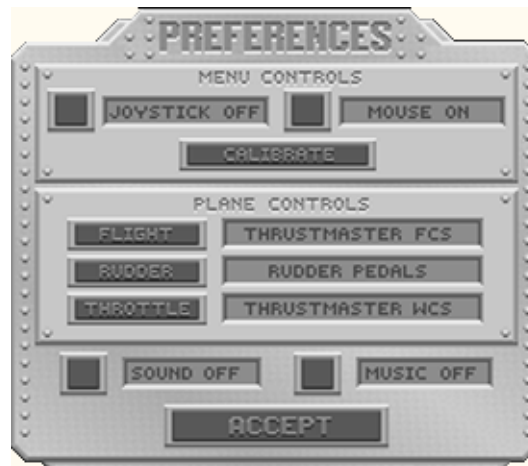 PREFERENCES
MENU CONTROLS
JOYSTICK OFF MOUSE ON
CALIBRATE
PLANE CONTROLS
FLIGHT THRUSTMASTER FCS
RUDDER RUDDER PEDALS
THROTTLE THRUSTMASTER WCS
SOUND OFF MUSIC OFF
ACCEPT